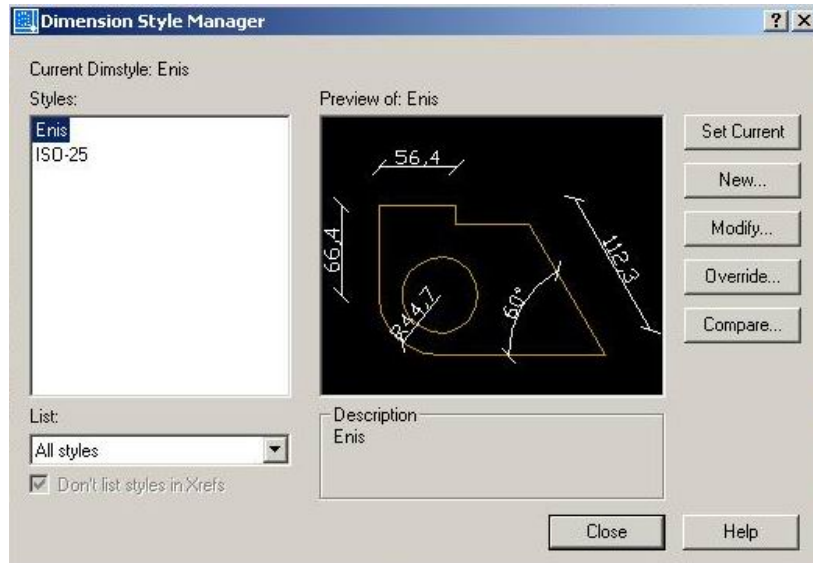 Dimension Style Manager
Current Dimstyle: Enis
Styles:
Enis
ISO-25
List:
All styles
Don't list styles in Xrefs
Preview of: Enis
56,4
66,4
R44,7
60°
112,3
Description
Enis
Set Current
New...
Modify...
Override...
Compare...
Close
Help